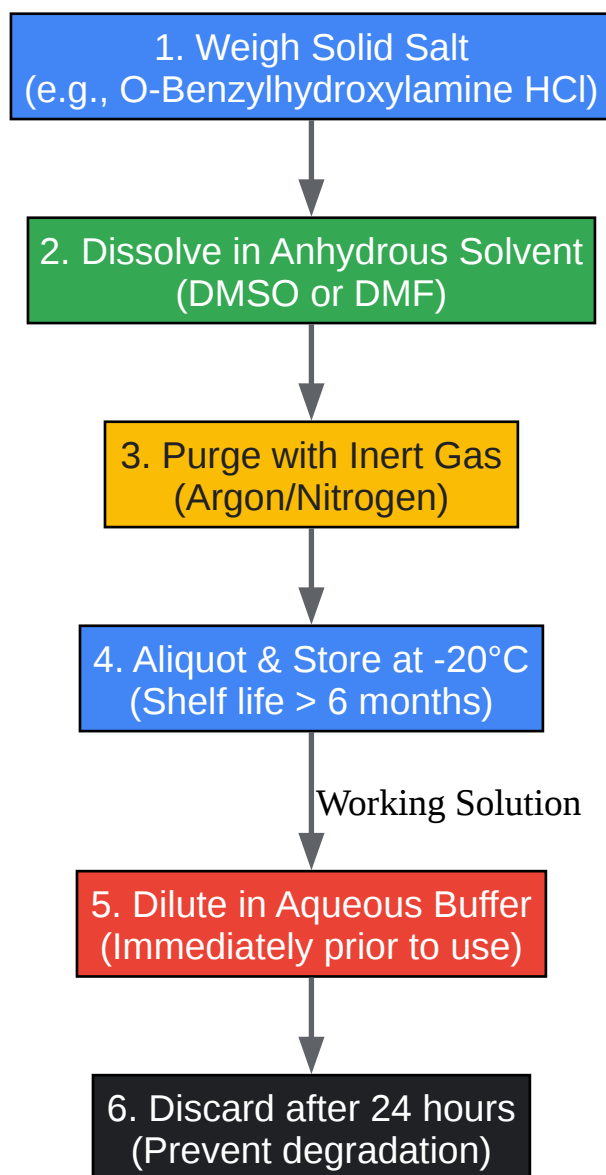 1. Weigh Solid Salt
(e.g., O-Benzylhydroxylamine HCl)
2. Dissolve in Anhydrous Solvent
(DMSO or DMF)
3. Purge with Inert Gas
(Argon/Nitrogen)
4. Aliquot & Store at -20°C
(Shelf life > 6 months)
Working Solution
5. Dilute in Aqueous Buffer
(Immediately prior to use)
6. Discard after 24 hours
(Prevent degradation)